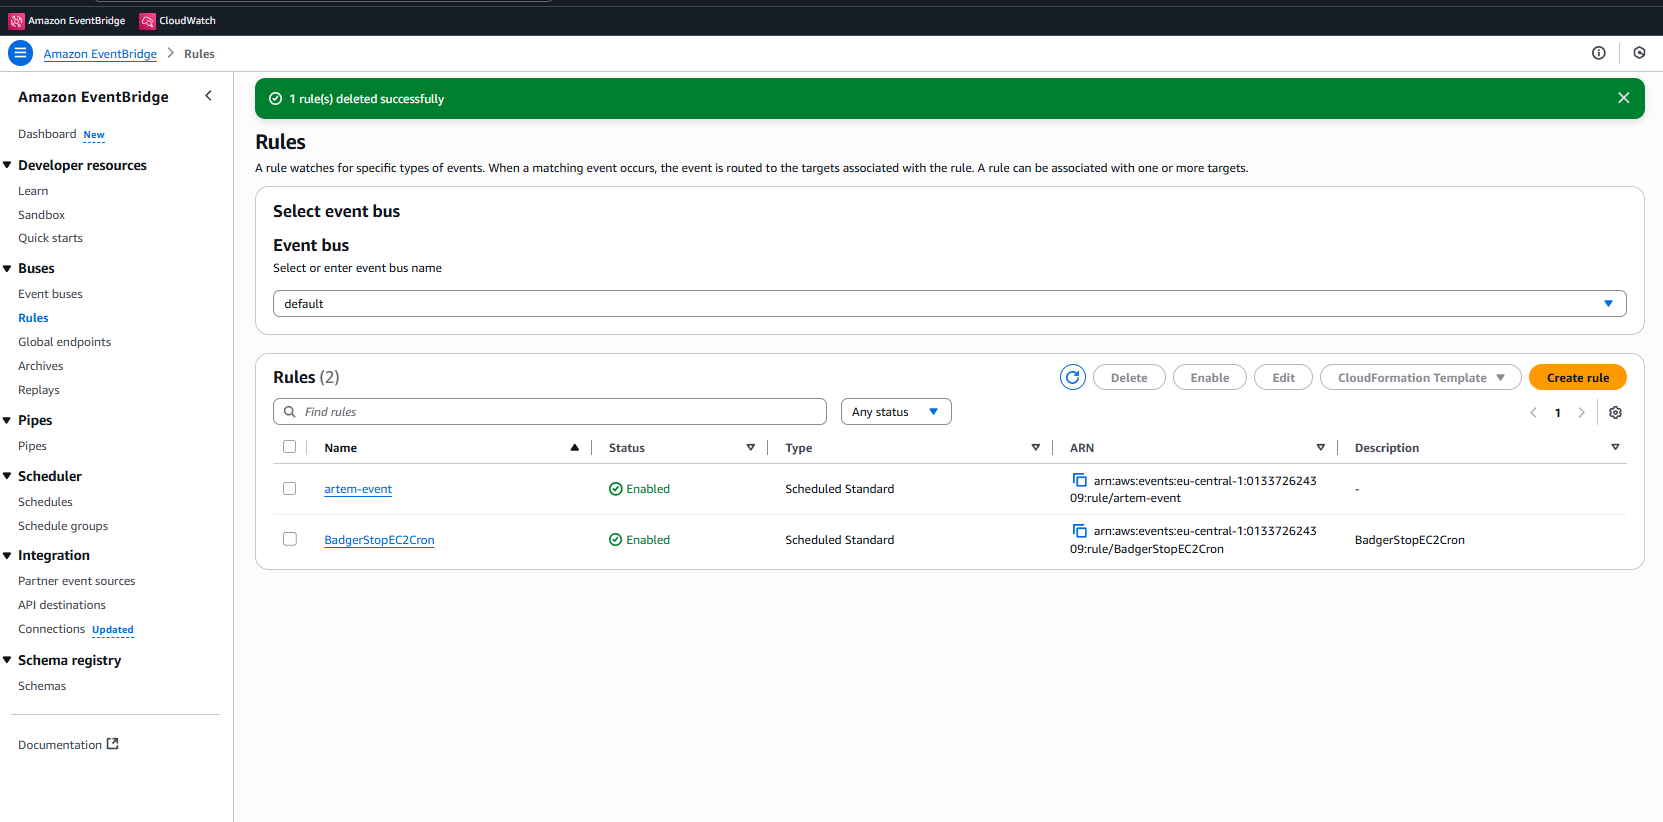 Amazon EventBridge
CloudWatch
Amazon EventBridge > Rules
Amazon EventBridge
Dashboard New
Developer resources
Learn
Sandbox
Quick starts
Buses
Event buses
Rules
Global endpoints
Archives
Replays
Pipes
Pipes
Scheduler
Schedules
Schedule groups
Integration
Partner event sources
API destinations
Connections Updated
Schema registry
Schemas
Documentation
1 rule(s) deleted successfully
Rules
A rule watches for specific types of events. When a matching event occurs, the event is routed to the targets associated with the rule. A rule can be associated with one or more targets.
Select event bus
Event bus
Select or enter event bus name
default
Rules (2)
Delete
Enable
Edit
CloudFormation Template
Create rule
Find rules
Any status
1
Name Status Type ARN Description
artem-event Enabled Scheduled Standard arn:aws:events:eu-central-1:0133726243
09:rule/artem-event -
BadgerStopEC2Cron Enabled Scheduled Standard arn:aws:events:eu-central-1:0133726243
09:rule/BadgerStopEC2Cron BadgerStopEC2Cron